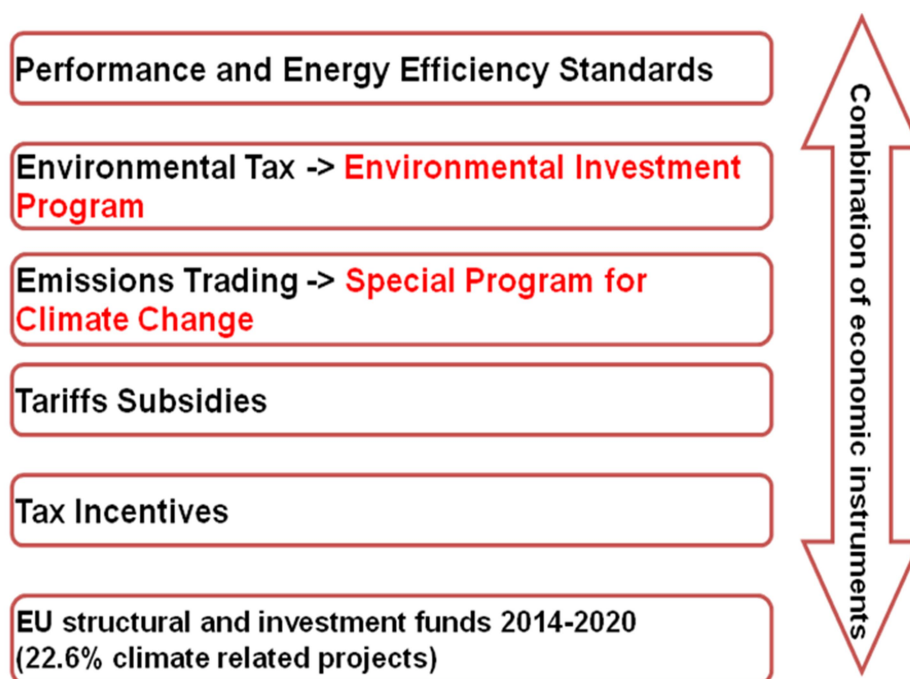 Performance and Energy Efficiency Standards
Environmental Tax -> Environmental Investment
Program
Emissions Trading -> Special Program for
Climate Change
Tariffs Subsidies
Tax Incentives
EU structural and investment funds 2014-2020
(22.6% climate related projects)
Combination of economic instruments